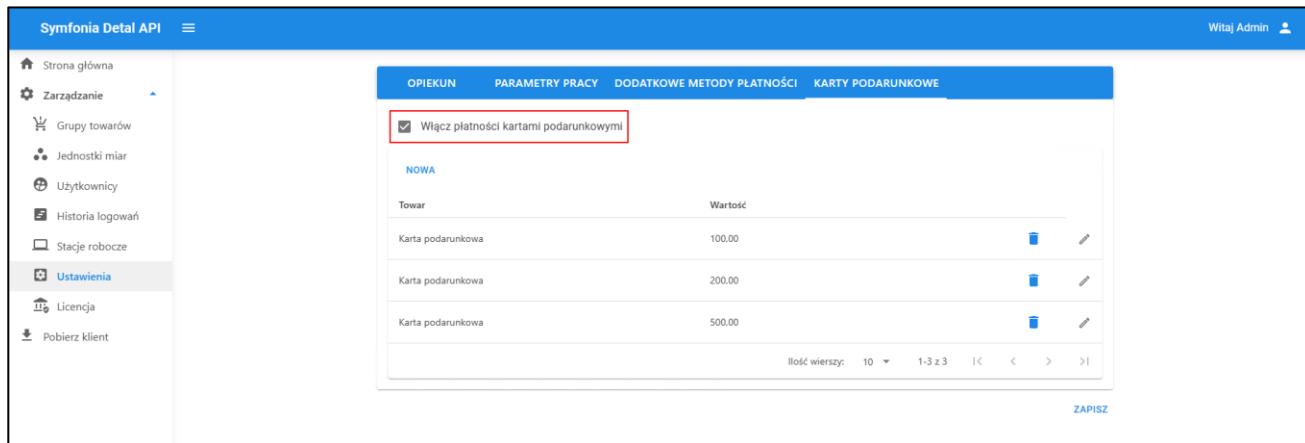 Symfonia Detal API
Witaj Admin
Strona główna
Zarządzanie
Grupy towarów
Jednostki miar
Użytkownicy
Historia logowań
Stacje robocze
Ustawienia
Licencja
Pobierz klient
OPIEKUN PARAMETRY PRACY DODATKOWE METODY PŁATNOŚCI KARTY PODARUNKOWE
Włącz płatności kartami podarunkowymi
NOWA
Towar Wartość
Karta podarunkowa 100,00
Karta podarunkowa 200,00
Karta podarunkowa 500,00
Ilość wierszy: 10 1-3 z 3
ZAPISZ